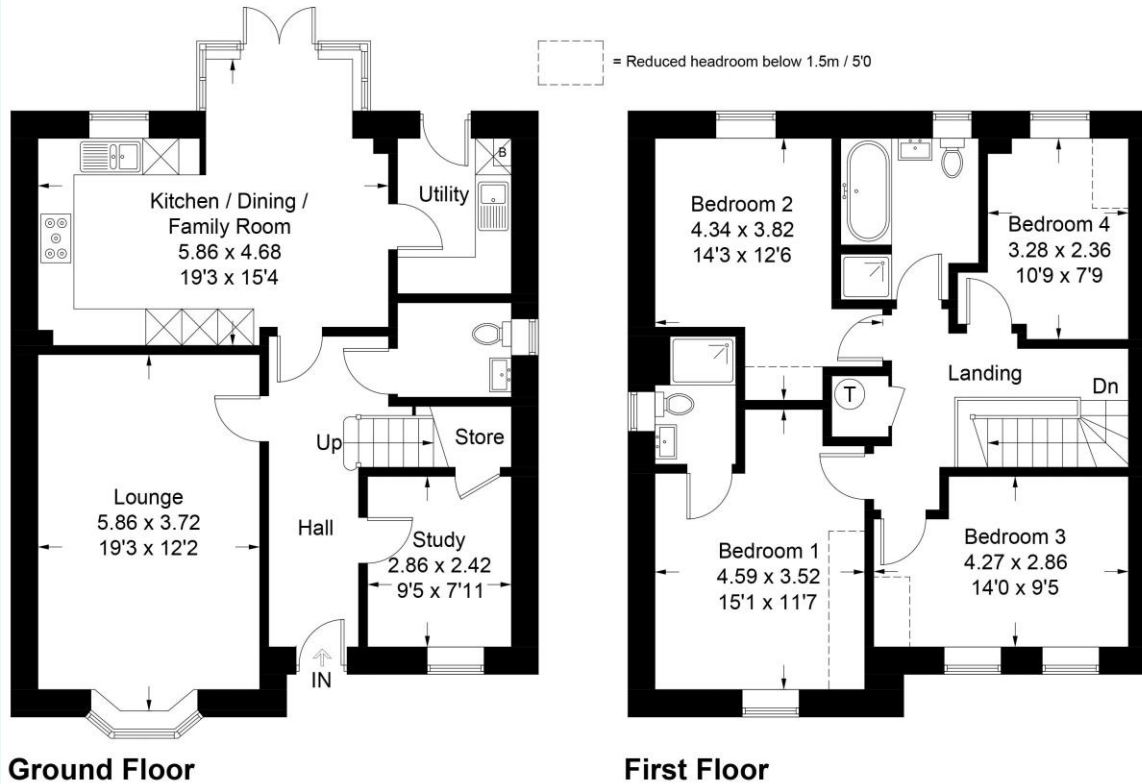 = Reduced headroom below 1.5m / 5'0
Kitchen / Dining /
Family Room
5.86 x 4.68
19'3 x 15'4
Utility
B
Up
Store
Lounge
5.86 x 3.72
19'3 x 12'2
Hall
Study
2.86 x 2.42
9'5 x 7'11
IN
Ground Floor
Bedroom 2
4.34 x 3.82
14'3 x 12'6
Bedroom 4
3.28 x 2.36
10'9 x 7'9
Landing
Dn
T
Bedroom 1
4.59 x 3.52
15'1 x 11'7
Bedroom 3
4.27 x 2.86
14'0 x 9'5
First Floor